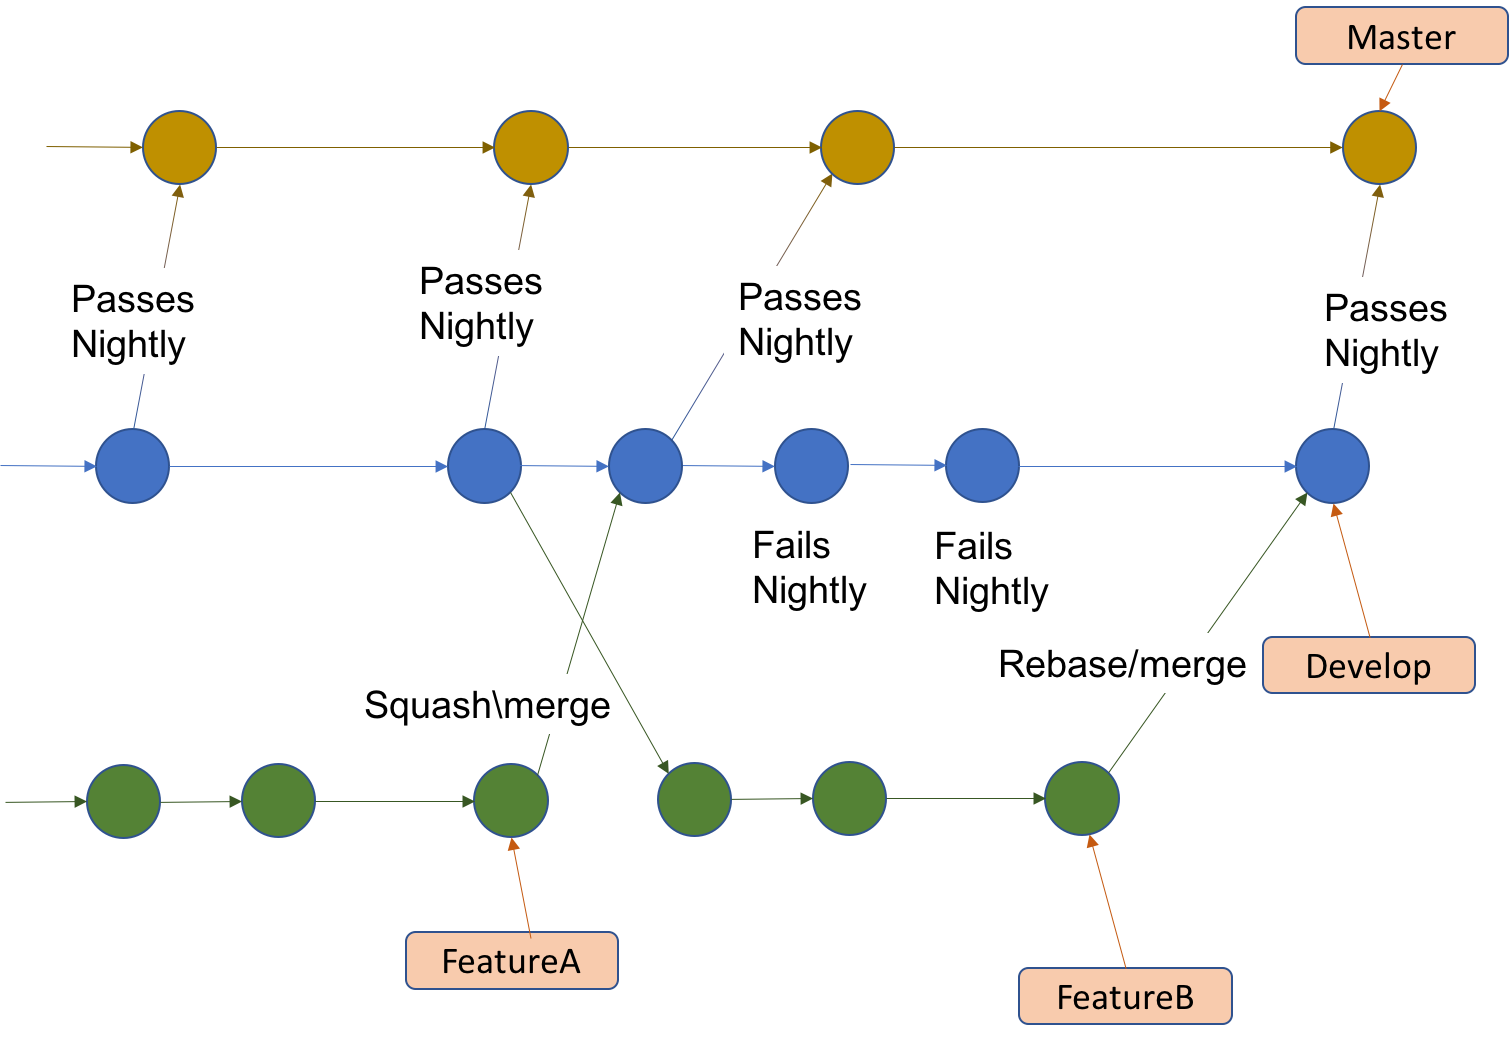 Master
Passes
Nightly
Passes
Nightly
Passes
Nightly
Passes
Nightly
Fails
Nightly
Fails
Nightly
Rebase/merge
Develop
Squash\merge
FeatureA
FeatureB